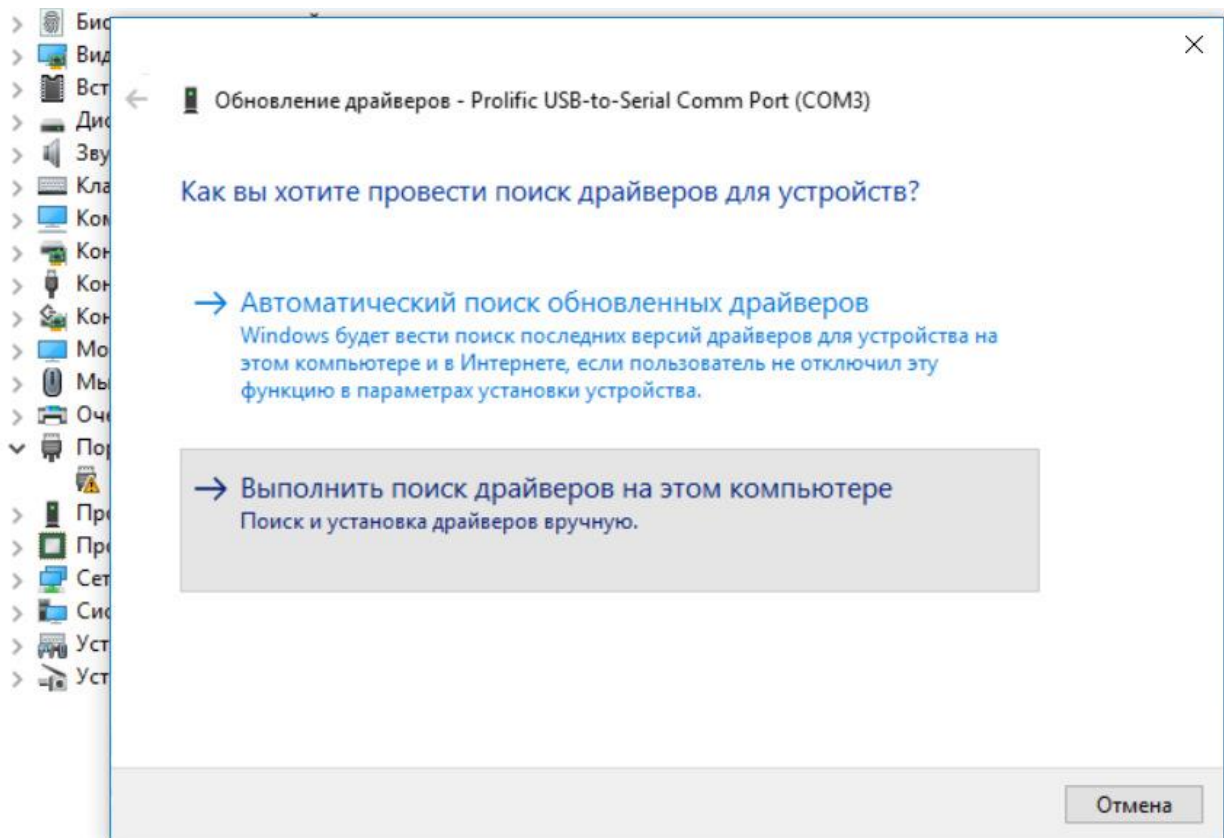 Обновление драйверов - Prolific USB-to-Serial Comm Port (COM3)
Как вы хотите провести поиск драйверов для устройств?
Автоматический поиск обновленных драйверов
Windows будет вести поиск последних версий драйверов для устройства на
этом компьютере и в Интернете, если пользователь не отключил эту
функцию в параметрах установки устройства.
Выполнить поиск драйверов на этом компьютере
Поиск и установка драйверов вручную.
Отмена
Био
Вид
Вст
Дис
Зву
Кла
Ком
Кон
Кон
Кон
Мо
Мы
Оче
Пор
Про
Про
Сет
Сис
Уст
Уст